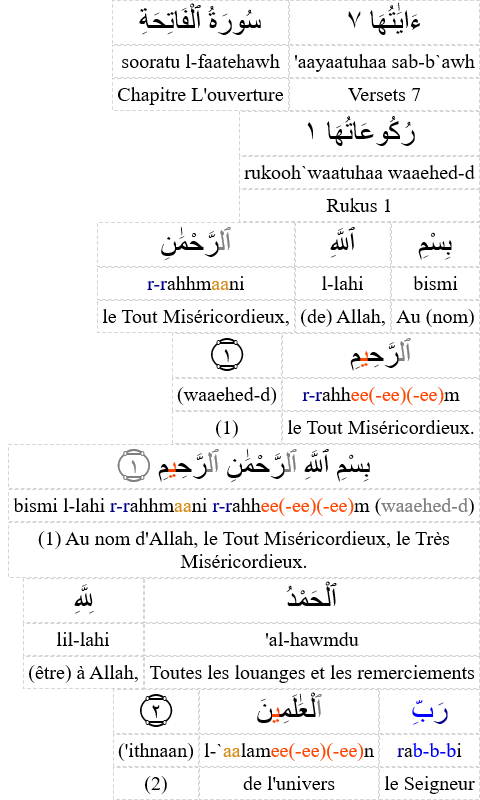 سُورَةُ ٱلْفَاتِحَةِ ءَايَٰتُهَا ٧
sooratu l-faatehawh 'aayaatuhaa sab-b`awh
Chapitre L'ouverture Versets 7
رُكُوعَاتُهَا ١
rukooh`waatuhaa waaehed-d
Rukus 1
بِسْمِ ٱللَّهِ ٱلرَّحْمَٰنِ
r-rahhmaani l-lahi bismi
le Tout Miséricordieux, (de) Allah, Au (nom)
ٱلرَّحِيمِ ١
(waaehed-d) r-rahhee(-ee)(-ee)m
(1) le Tout Miséricordieux.
بِسْمِ ٱللَّهِ ٱلرَّحْمَٰنِ ٱلرَّحِيمِ ١
bismi l-lahi r-rahhmaani r-rahhee(-ee)(-ee)m (waaehed-d)
(1) Au nom d'Allah, le Tout Miséricordieux, le Très
Miséricordieux.
ٱلْحَمْدُ لِلَّهِ
lil-lahi 'al-hawmdu
(être) à Allah, Toutes les louanges et les remerciements
رَبِّ ٱلْعَٰلَمِينَ ٢
('ithnaan) l-`aalamee(-ee)(-ee)n rab-b-bi
(2) de l'univers le Seigneur